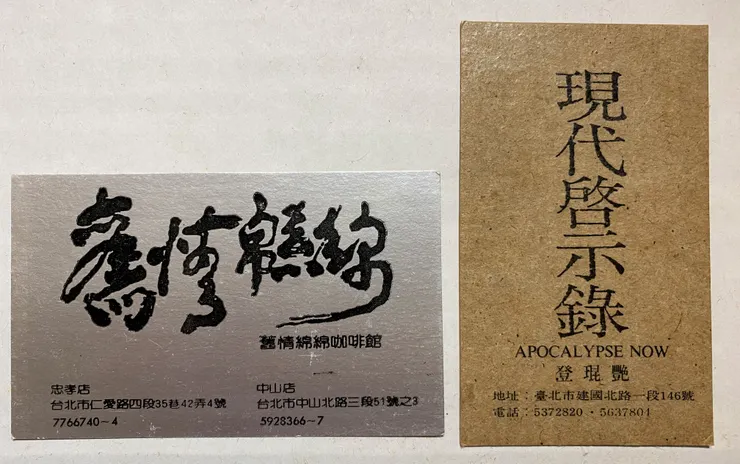 舊情綿綿
舊情綿綿咖啡館
忠孝店
台北市仁愛路四段35巷42弄4號
7766740-4
中山店
台北市中山北路三段51號之3
5928366-7
現代啓示錄
APOCALYPSE NOW
登琨艷
地址：臺北市建國北路一段146號
電話：5372820·5637804